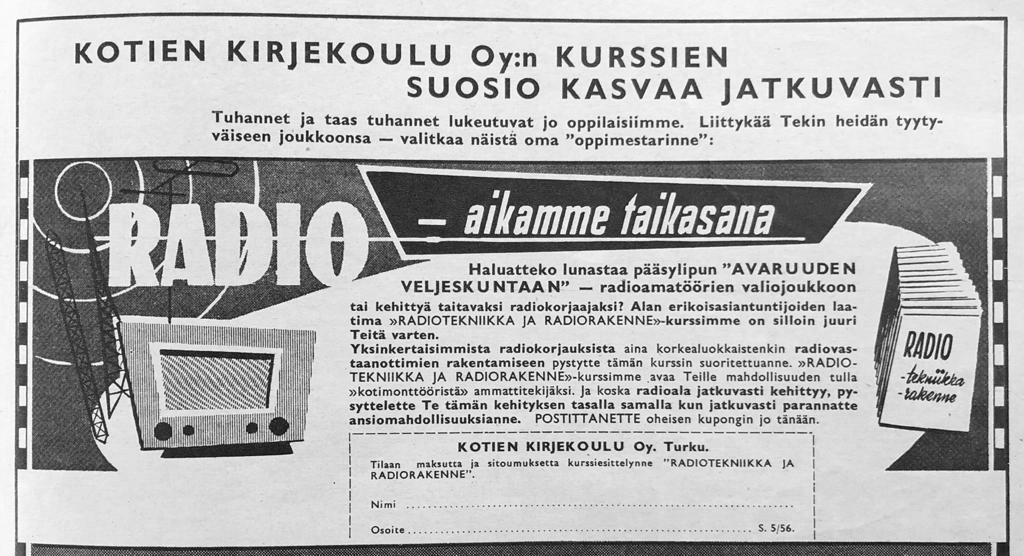 KOTIEN KIRJEKOULU Oy:n KURSSIEN
SUOSIO KASVAA JATKUVASTI
Tuhannet ja taas tuhannet lukeutuvat jo oppilaisiimme. Liittykää Tekin heidän tyyty-
väiseen joukkoonsa — valitkaa näistä oma "oppimestarinne":
RADIO
— aikamme taikasana
Haluatteko lunastaa pääsylipun "AVARUUDEN
VELJESKUNTAAN" — radioamatöörien valiojoukkoon
tai kehittyä taitavaksi radiokorjaajaksi? Alan erikoisasiantuntijoiden laa-
tima »RADIOTEKNIIKKA JA RADIORAKENNE»-kurssimme on silloin juuri
Teitä varten.
Yksinkertaisimmista radiokorjauksista aina korkealuokkaistenkin radiovas-
taanottimien rakentamiseen pystytte tämän kurssin suoritettuanne. »RADIO-
TEKNIIKKA JA RADIORAKENNE»-kurssimme avaa Teille mahdollisuuden tulla
»kotimonttööristä» ammattitekijäksi. Ja koska radioala jatkuvasti kehittyy, py-
syttelette Te tämän kehityksen tasalla samalla kun jatkuvasti parannatte
ansiomahdollisuuksianne. POSTITTANETTE oheisen kupongin jo tänään.
RADIO
-tekniikka
-rakenne
KOTIEN KIRJEKOULU Oy. Turku.
Tilaan maksutta ja sitoumuksetta kurssiesittelynne "RADIOTEKNIIKKA JA
RADIORAKENNE".
Nimi ........................................................................
Osoite ........................................................................ S. 5/56.